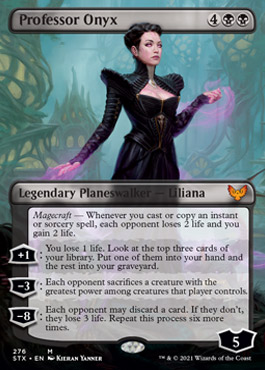 Professor Onyx 4
Legendary Planeswalker — Liliana
Magecraft — Whenever you cast or copy an instant
or sorcery spell, each opponent loses 2 life and you
gain 2 life.
+1 : You lose 1 life. Look at the top three cards of
your library. Put one of them into your hand and
the rest into your graveyard.
−3 : Each opponent sacrifices a creature with the
greatest power among creatures that player controls.
−8 : Each opponent may discard a card. If they don't,
they lose 3 life. Repeat this process six more
times.
5
276 M
STX • EN KIERAN YANNER
™ & © 2021 Wizards of the Coast